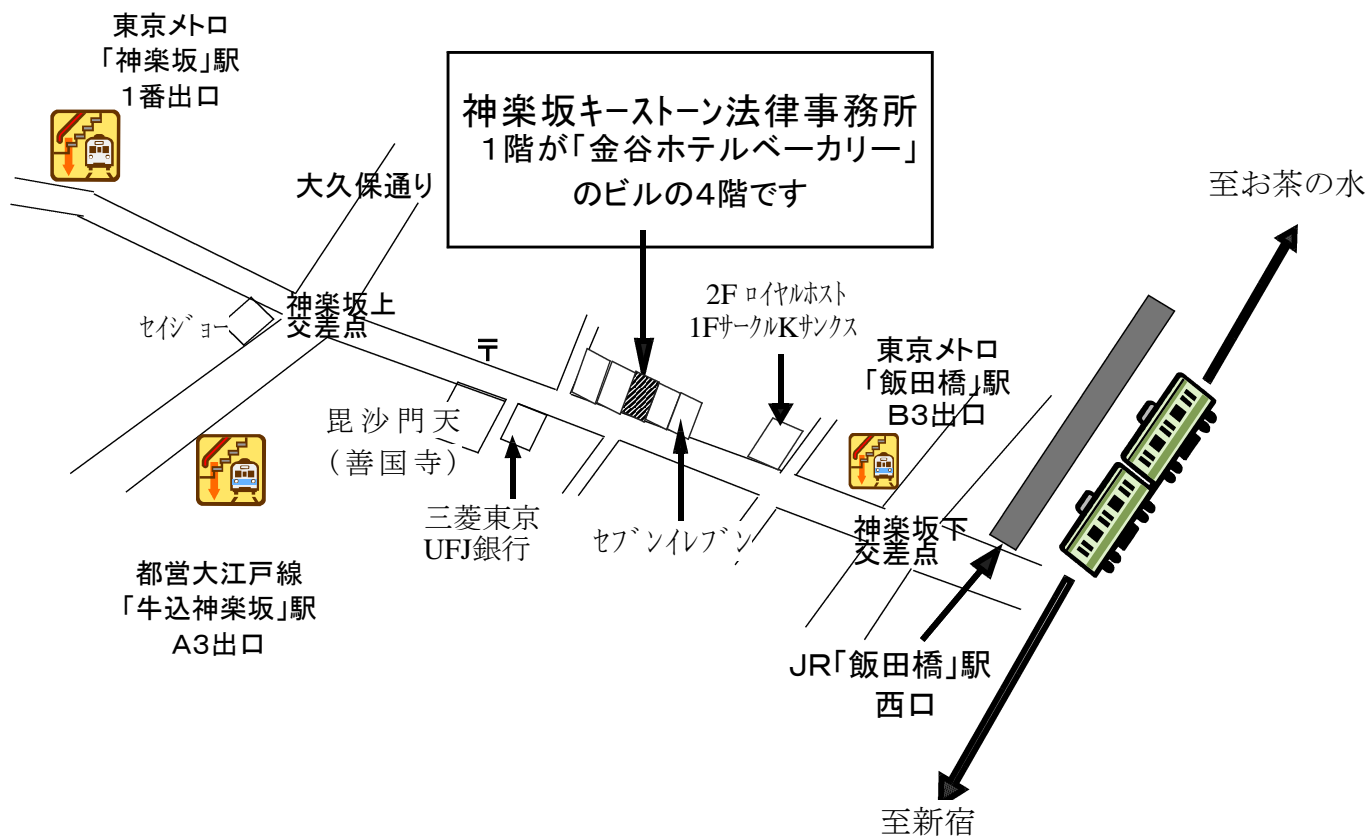 東京メトロ
「神楽坂」駅
1番出口
神楽坂キーストーン法律事務所
1階が「金谷ホテルベーカリー」
のビルの4階です
大久保通り
至お茶の水
神楽坂上
交差点
セイジョー
〒
2F ロイヤルホスト
1FサークルKサンクス
東京メトロ
「飯田橋」駅
B3出口
毘沙門天
(善国寺)
三菱東京
UFJ銀行
セブンイレブン
神楽坂下
交差点
都営大江戸線
「牛込神楽坂」駅
A3出口
JR「飯田橋」駅
西口
至新宿